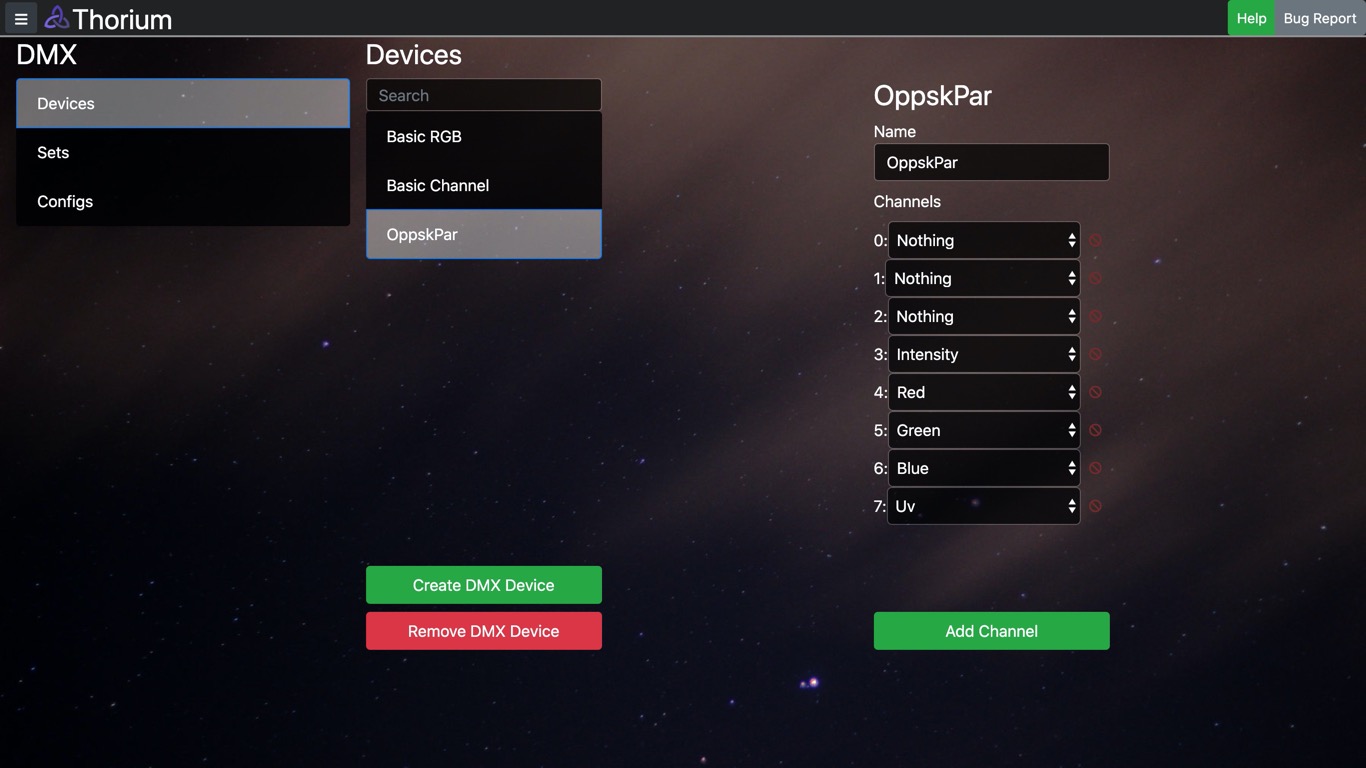 Thorium
Help
Bug Report
DMX
Devices
Sets
Configs
Devices
Search
Basic RGB
Basic Channel
OppskPar
Create DMX Device
Remove DMX Device
OppskPar
Name
OppskPar
Channels
0: Nothing
1: Nothing
2: Nothing
3: Intensity
4: Red
5: Green
6: Blue
7: Uv
Add Channel